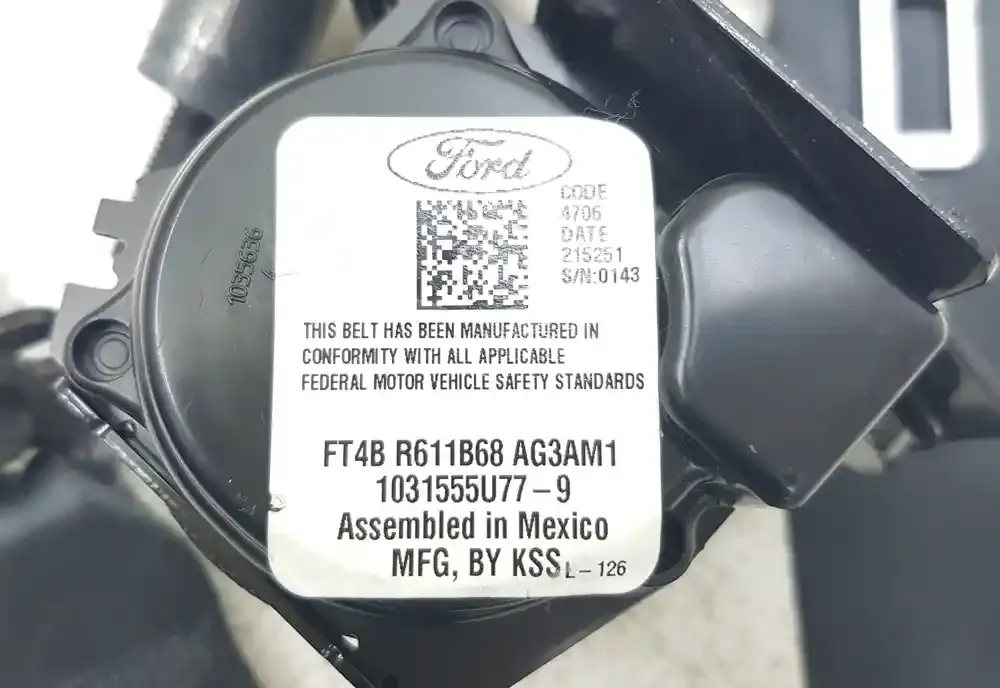 Ford
CODE
4706
DATE
215251
S/N:0143
1035636
THIS BELT HAS BEEN MANUFACTURED IN
CONFORMITY WITH ALL APPLICABLE
FEDERAL MOTOR VEHICLE SAFETY STANDARDS
FT4B R611B68 AG3AM1
1031555U77-9
Assembled in Mexico
MFG, BY KSS L-126